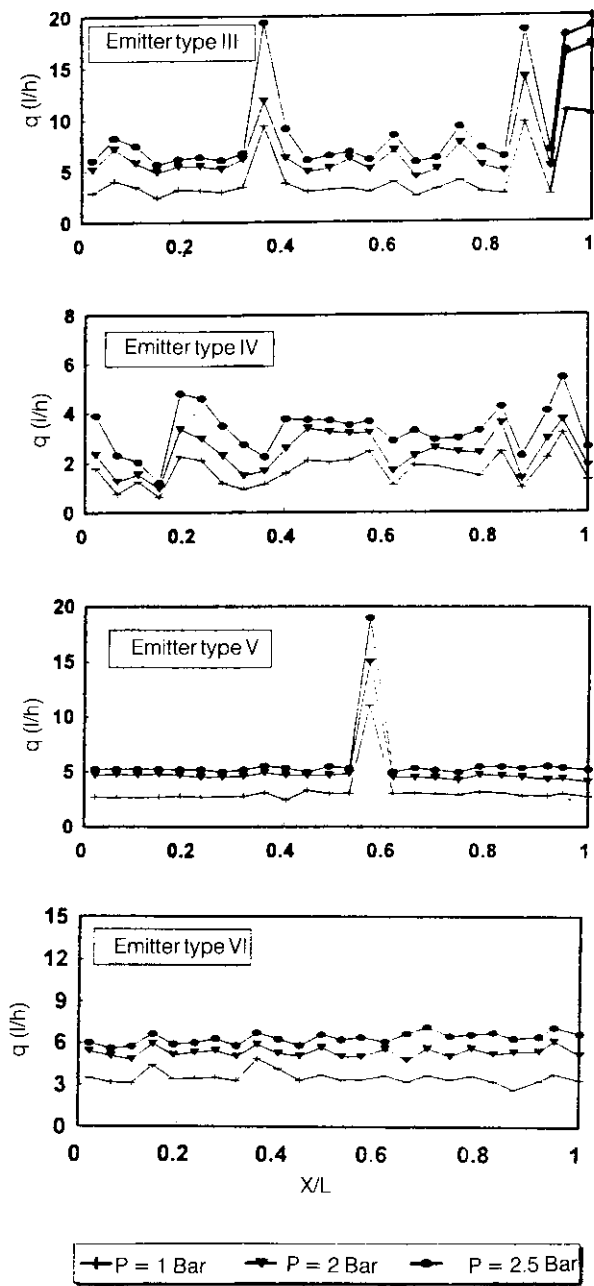 20
15
10
5
0
q (l/h)
Emitter type III
0 0.2 0.4 0.6 0.8 1
8
6
4
2
0
q (l/h)
Emitter type IV
0 0.2 0.4 0.6 0.8 1
20
15
10
5
0
q (l/h)
Emitter type V
0 0.2 0.4 0.6 0.8 1
15
12
9
6
3
0
q (l/h)
Emitter type VI
0 0.2 0.4 0.6 0.8 1
X/L
P = 1 Bar P = 2 Bar P = 2.5 Bar